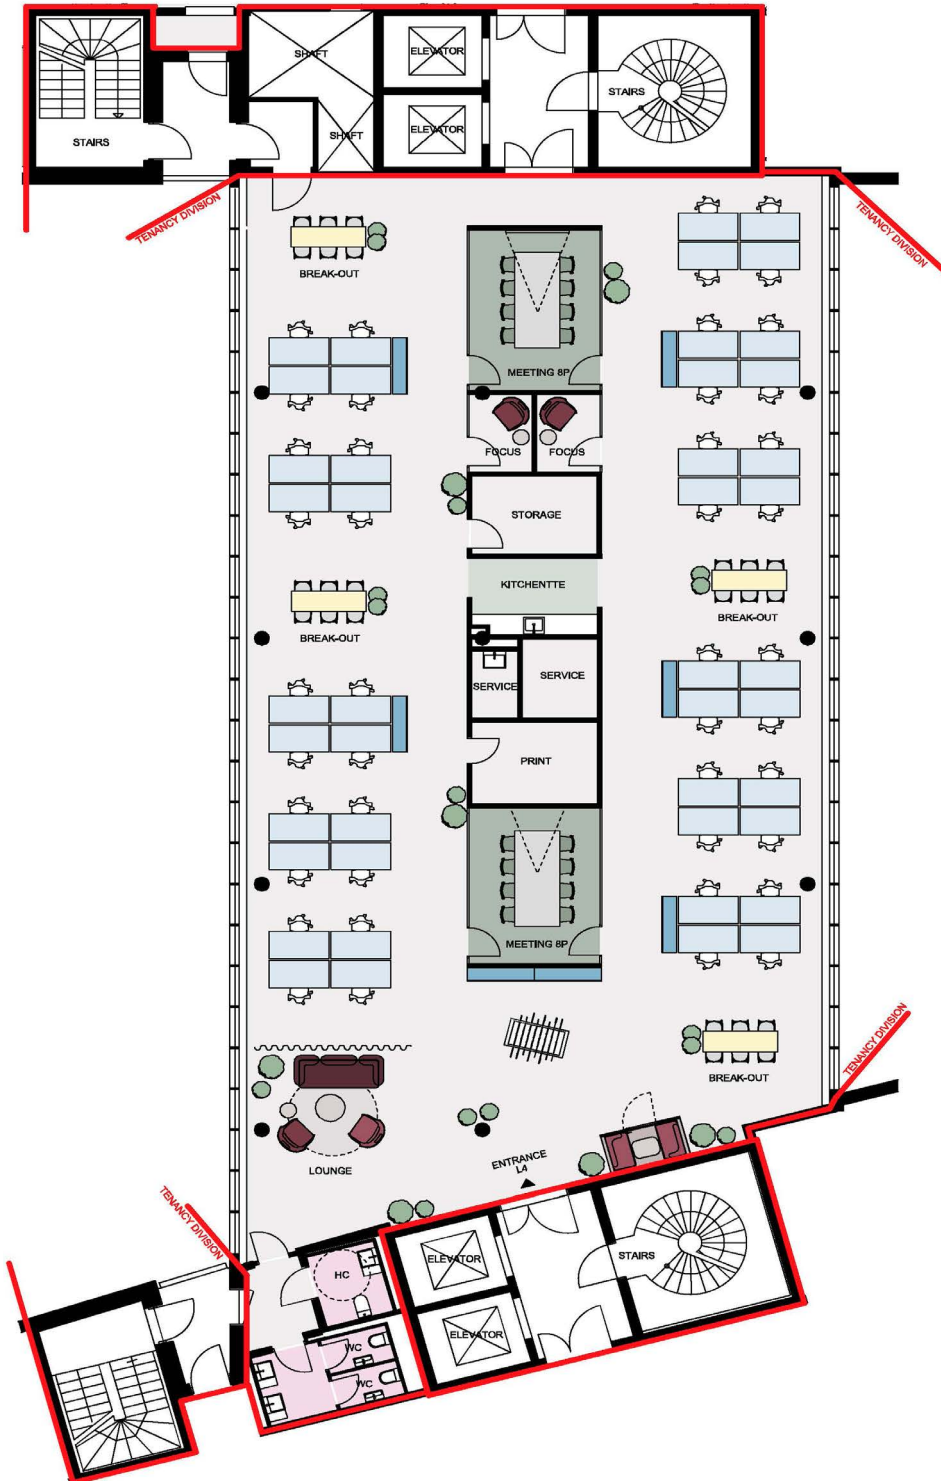 SHAFT
ELEVATOR
STAIRS
STAIRS
SHAFT
ELEVATOR
TENANCY DIVISION
TENANCY DIVISION
BREAK-OUT
MEETING 8P
FOCUS
FOCUS
STORAGE
KITCHENTTE
BREAK-OUT
BREAK-OUT
SERVICE
SERVICE
PRINT
MEETING 8P
TENANCY DIVISION
BREAK-OUT
LOUNGE
ENTRANCE
L4
TENANCY DIVISION
HC
ELEVATOR
STAIRS
ELEVATOR
WC
WC